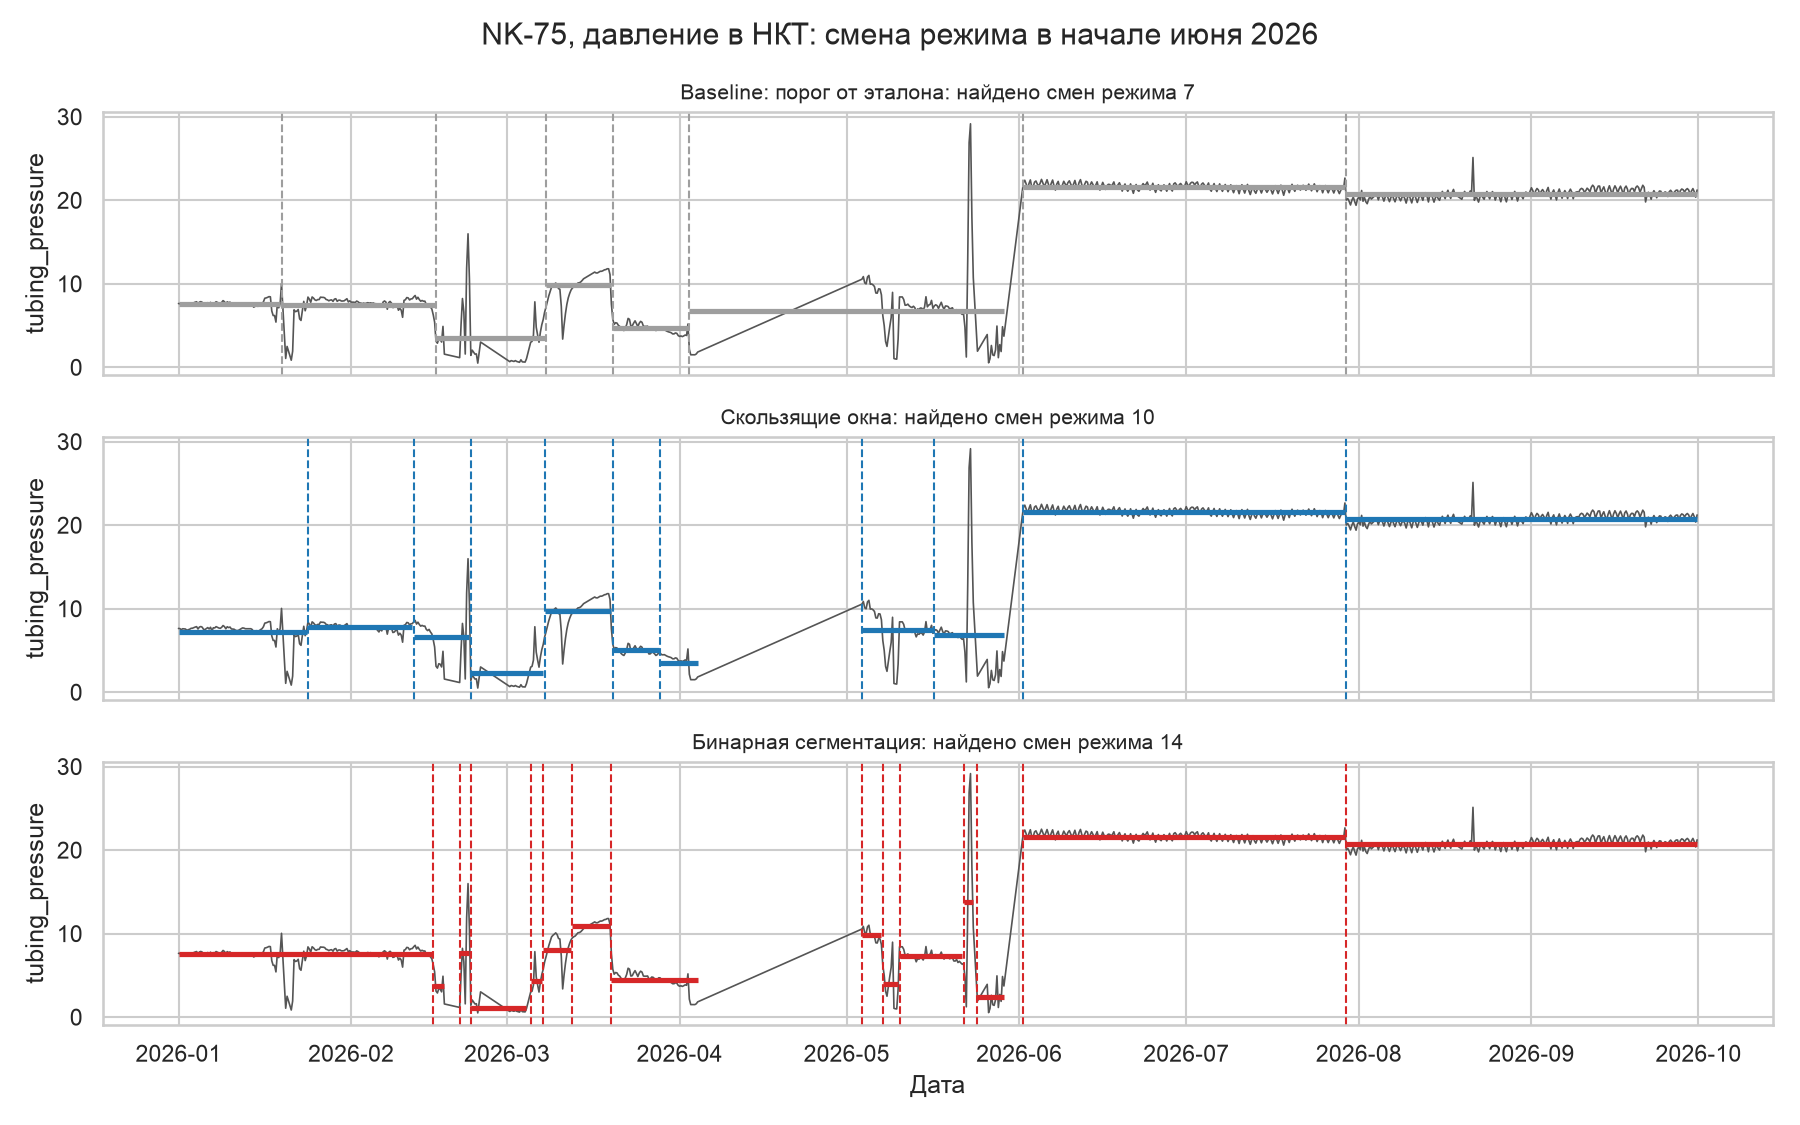 NK-75, давление в НКТ: смена режима в начале июня 2026
Baseline: порог от эталона: найдено смен режима 7
30
20
10
0
tubing_pressure
Скользящие окна: найдено смен режима 10
30
20
10
0
tubing_pressure
Бинарная сегментация: найдено смен режима 14
30
20
10
0
tubing_pressure
2026-01 2026-02 2026-03 2026-04 2026-05 2026-06 2026-07 2026-08 2026-09 2026-10
Дата